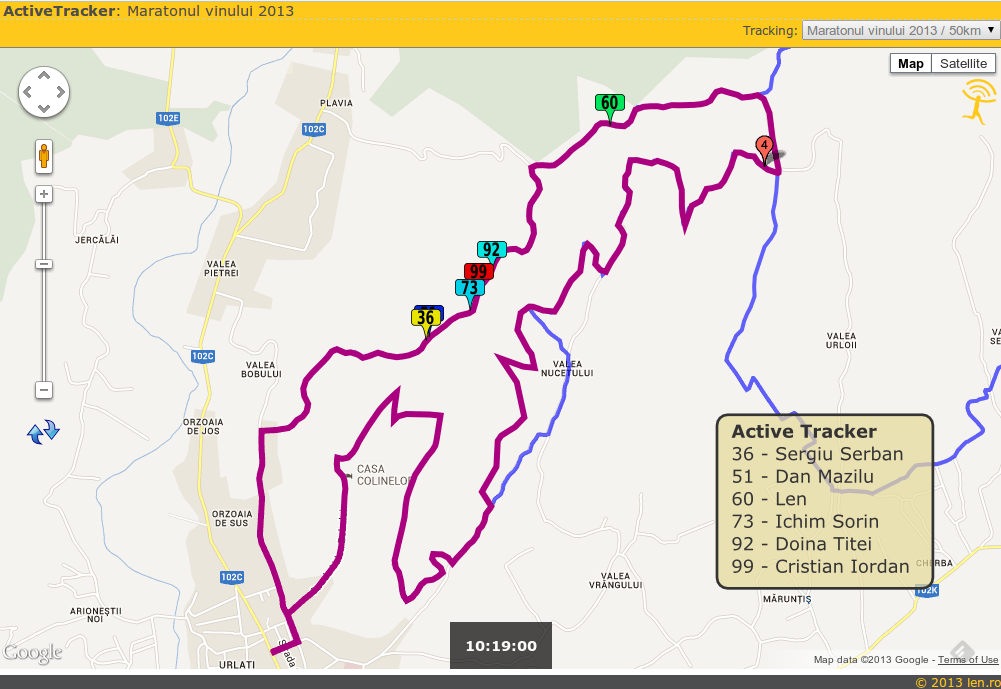 ActiveTracker: Maratonul vinului 2013
Tracking: Maratonul vinului 2013 / 50km
Map Satellite
PLAVIA
60
102E
102C
4
JERCĂLĂI
92
VALEA
PIETREI
99
73
36
VALEA
URLOII
102C
VALEA
BOBULUI
VALEA
NUCETULUI
ORZOAIA
DE JOS
CASA
COLINELOR
Active Tracker
36 - Sergiu Serban
51 - Dan Mazilu
60 - Len
73 - Ichim Sorin
92 - Doina Titei
99 - Cristian Iordan
ORZOAIA
DE SUS
102C
VALEA
VRÂNGULUI
CHERBA
102K
MĂRUNȚIȘ
ARIONEȘTII
NOI
10:19:00
Strada
URLATI
Google
Map data ©2013 Google - Terms of Use
© 2013 len.ro